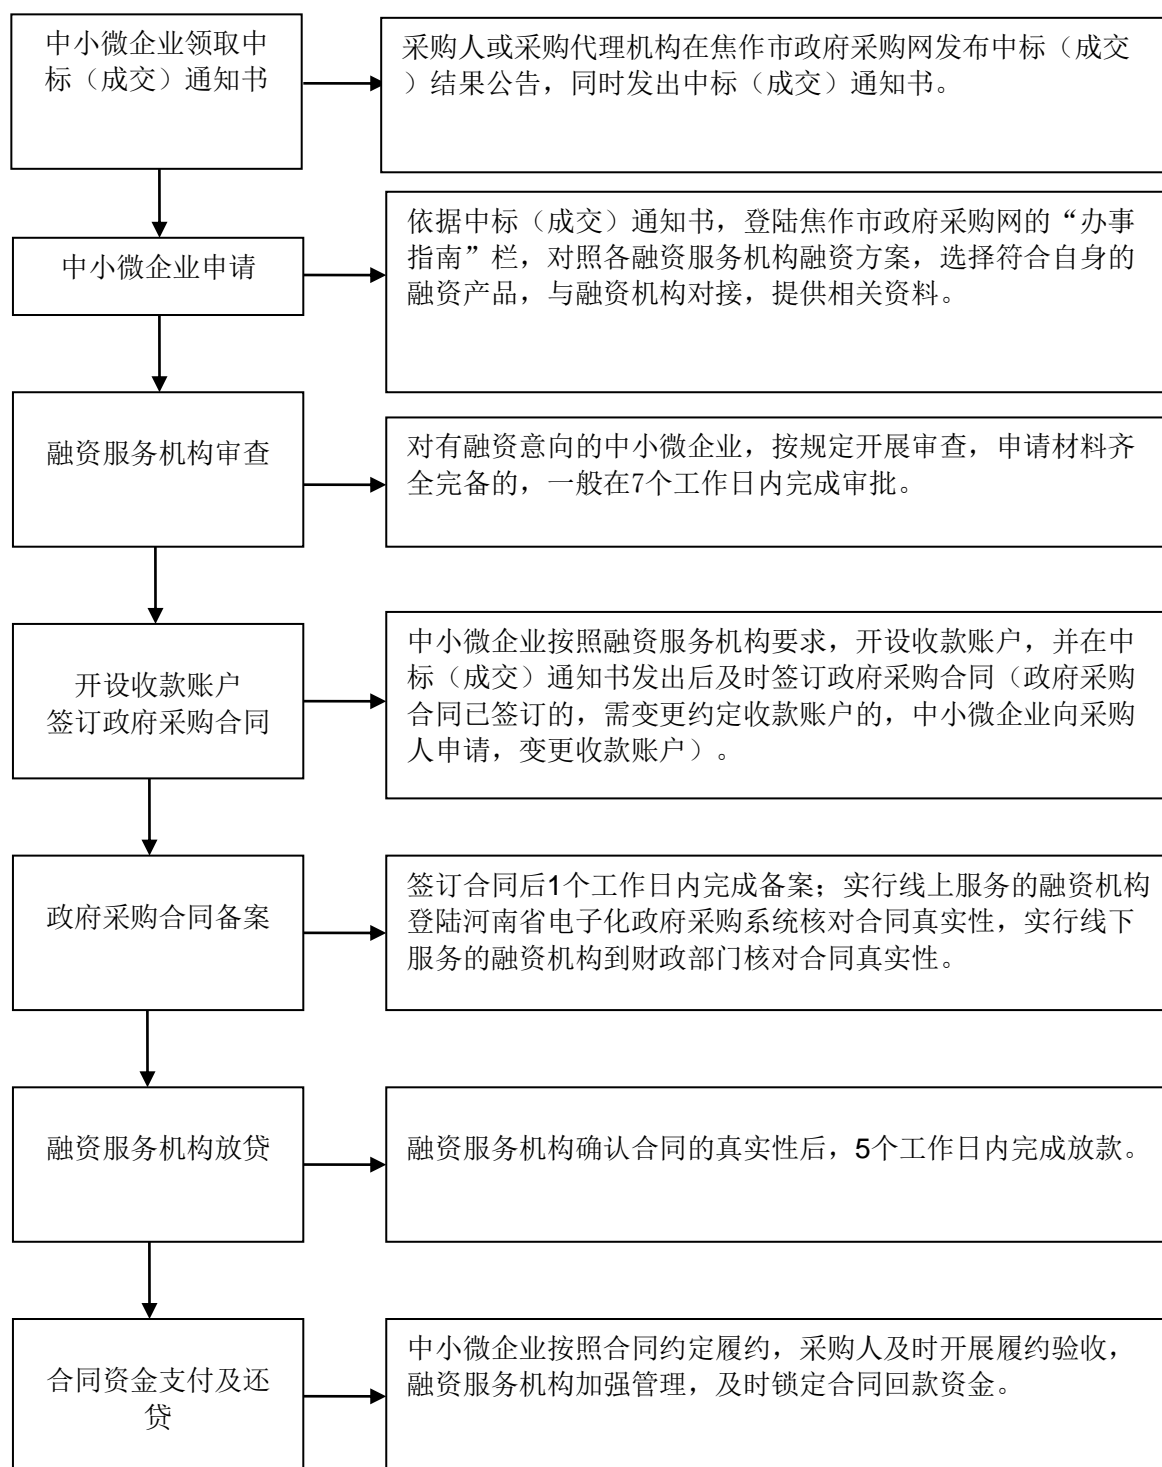 中小微企业领取中
标（成交）通知书
采购人或采购代理机构在焦作市政府采购网发布中标（成交
）结果公告，同时发出中标（成交）通知书。
中小微企业申请
依据中标（成交）通知书，登陆焦作市政府采购网的“办事
指南”栏，对照各融资服务机构融资方案，选择符合自身的
融资产品，与融资机构对接，提供相关资料。
融资服务机构审查
对有融资意向的中小微企业，按规定开展审查，申请材料齐
全完备的，一般在7个工作日内完成审批。
开设收款账户
签订政府采购合同
中小微企业按照融资服务机构要求，开设收款账户，并在中
标（成交）通知书发出后及时签订政府采购合同（政府采购
合同已签订的，需变更约定收款账户的，中小微企业向采购
人申请，变更收款账户）。
政府采购合同备案
签订合同后1个工作日内完成备案；实行线上服务的融资机构
登陆河南省电子化政府采购系统核对合同真实性，实行线下
服务的融资机构到财政部门核对合同真实性。
融资服务机构放贷
融资服务机构确认合同的真实性后，5个工作日内完成放款。
合同资金支付及还
贷
中小微企业按照合同约定履约，采购人及时开展履约验收，
融资服务机构加强管理，及时锁定合同回款资金。